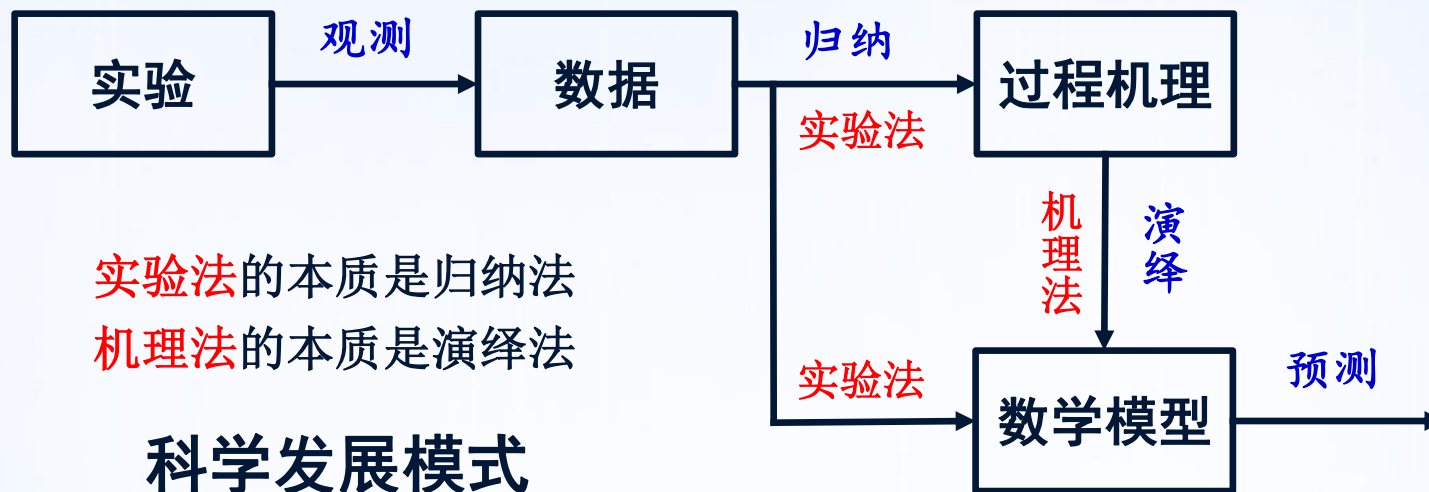 实验
观测
数据
归纳
实验法
过程机理
机理法
演绎
实验法的本质是归纳法
机理法的本质是演绎法
实验法
数学模型
预测
科学发展模式